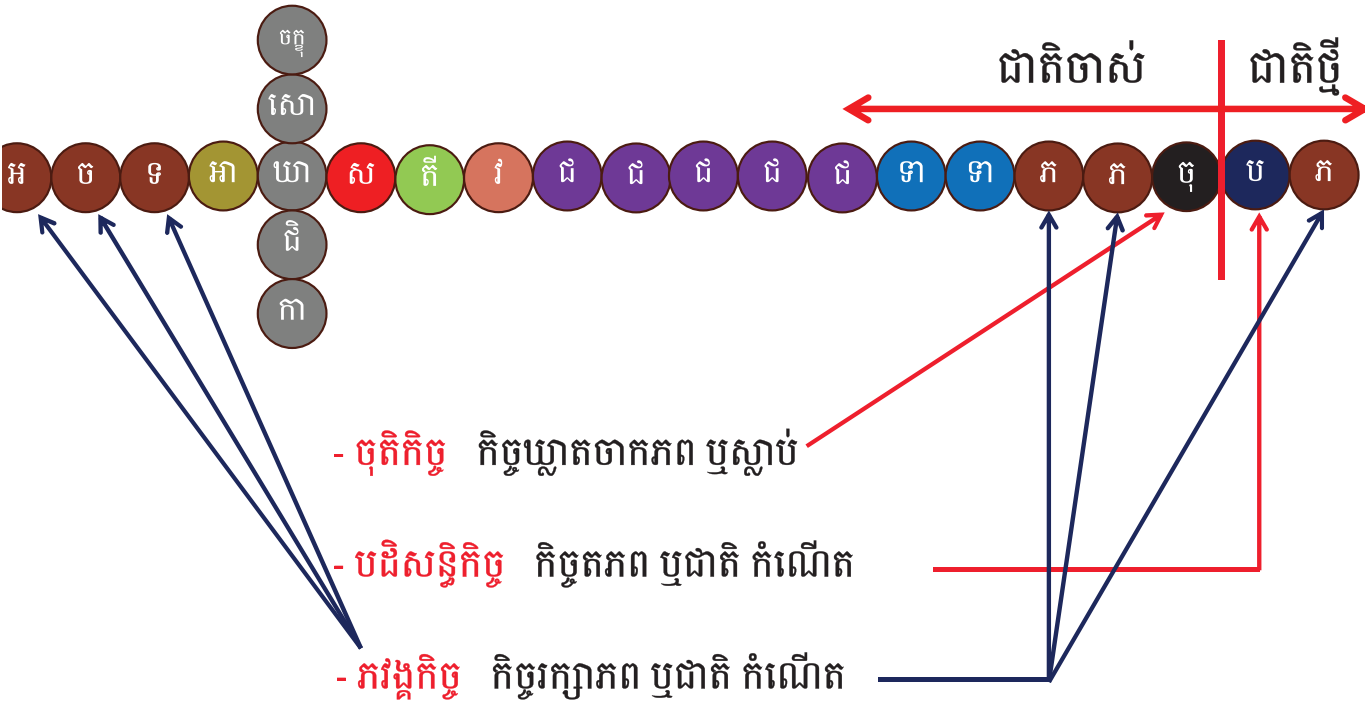 ចក្ខុ
សោ
ជាតិចាស់ ជាតិថ្មី
អ ច ទ អា ឃា ស តី វ ជ ជ ជ ជ ជ ទា ទា ភ ភ ចុ ប ភ
ជិ
កា
- ចុតិកិច្ច កិច្ចឃ្លាតចាកភព ឬស្លាប់
- បដិសន្ធិកិច្ច កិច្ចតភព ឬជាតិ កំណើត
- ភវង្គកិច្ច កិច្ចរក្សាភព ឬជាតិ កំណើត